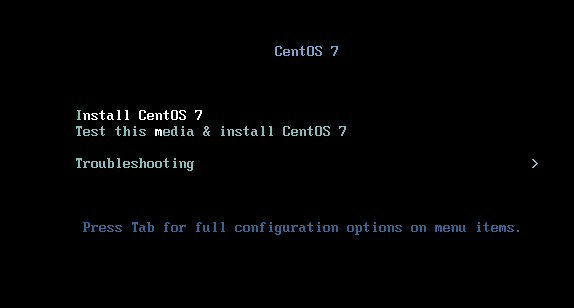 CentOS 7
Install CentOS 7
Test this media & install CentOS 7
Troubleshooting >
Press Tab for full configuration options on menu items.